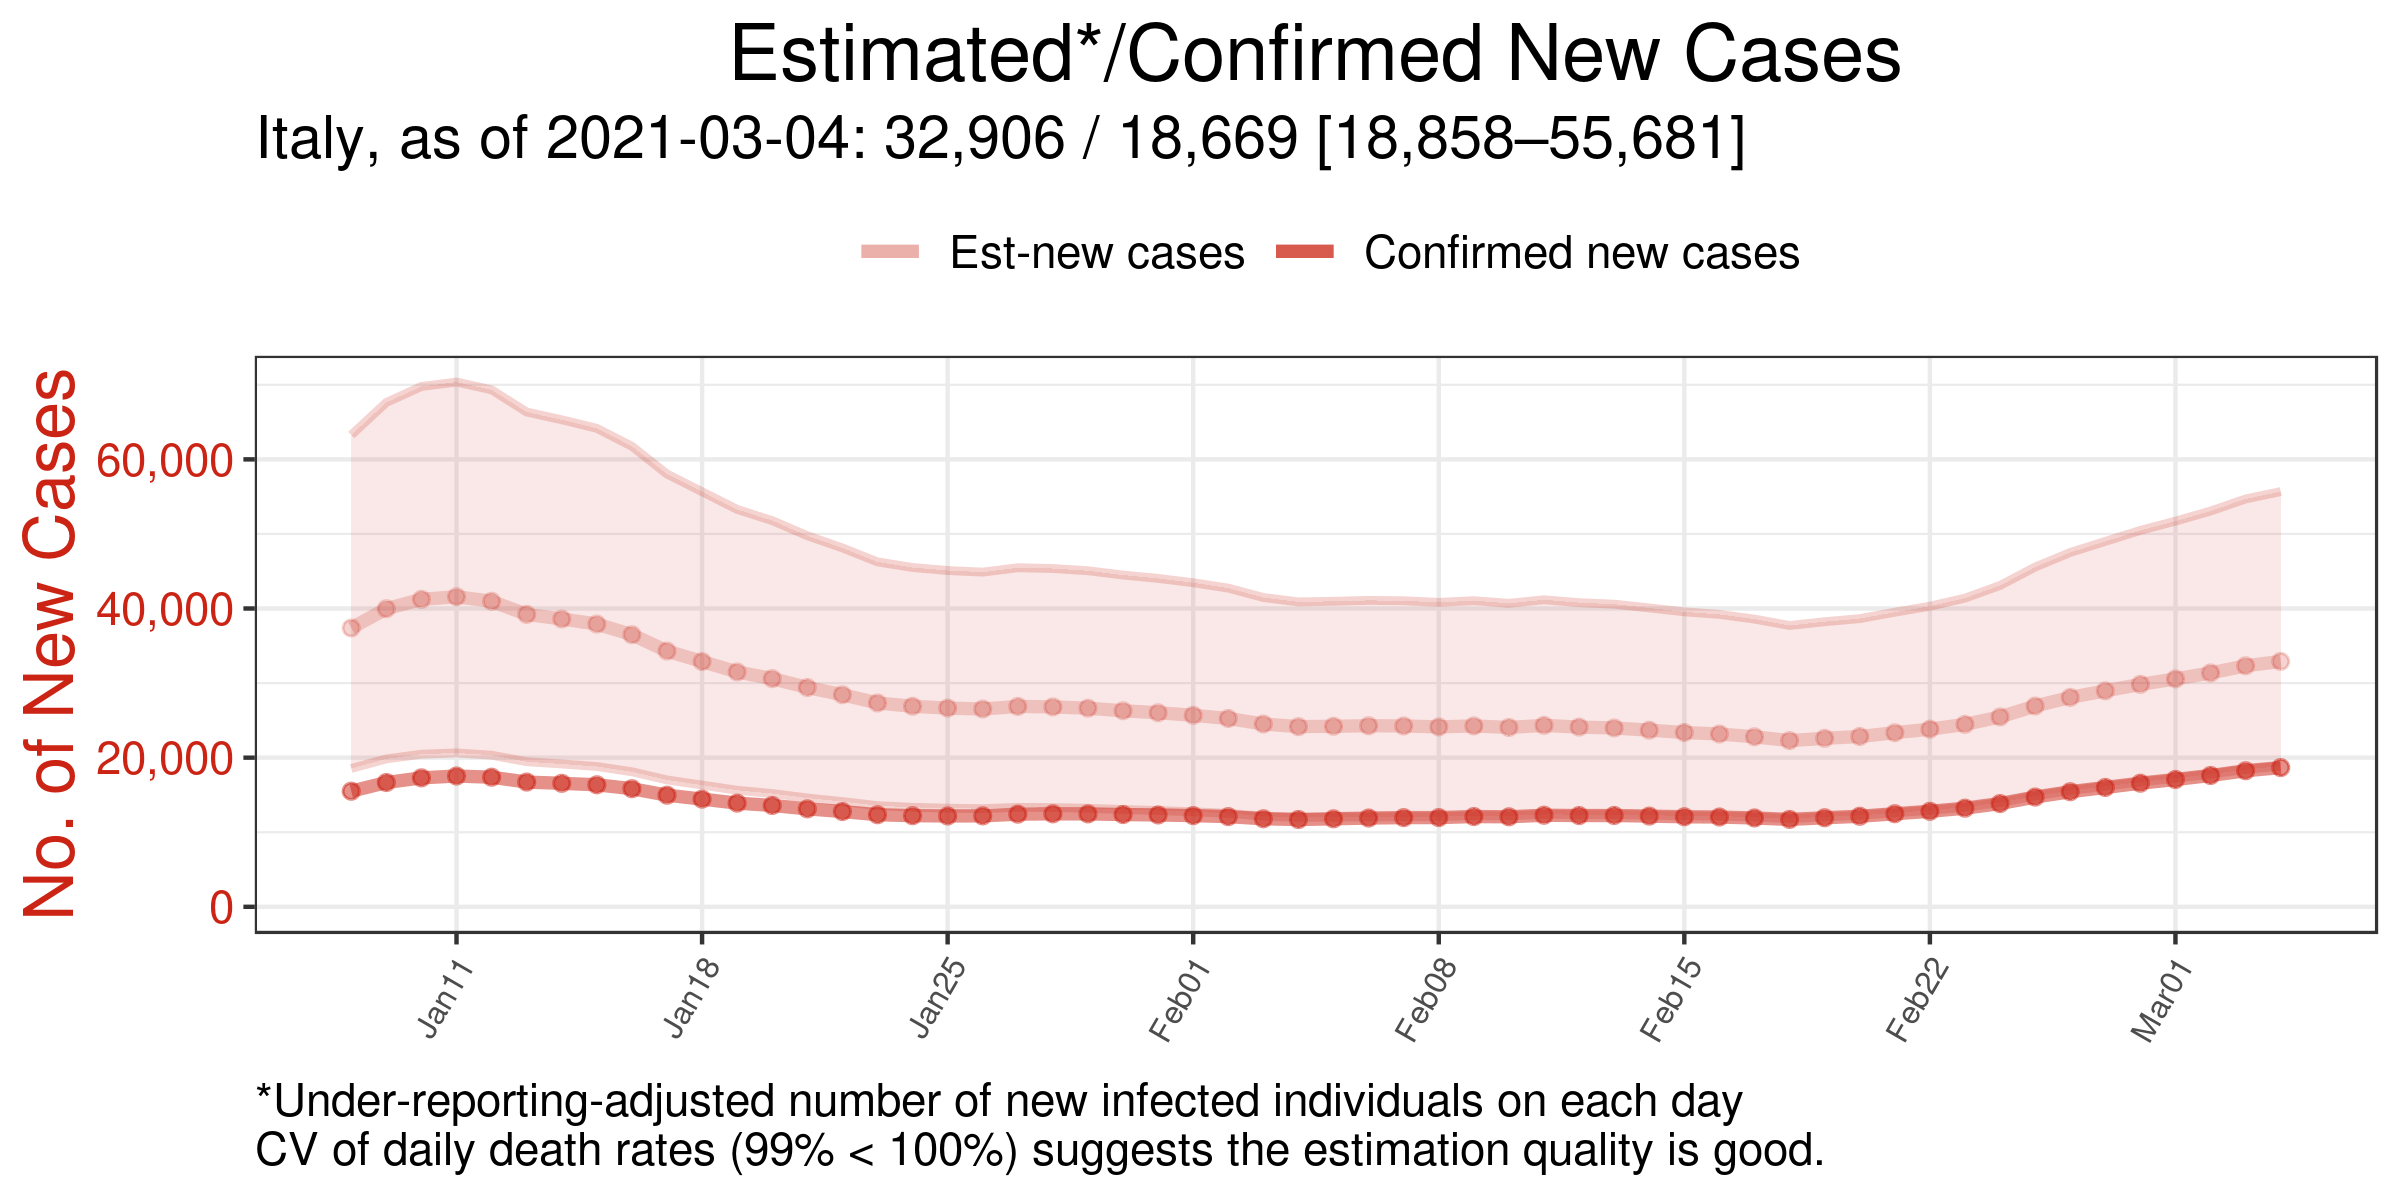 Estimated*/Confirmed New Cases
Italy, as of 2021-03-04: 32,906 / 18,669 [18,858–55,681]
Est-new cases
Confirmed new cases
No. of New Cases
60,000
40,000
20,000
0
Jan11
Jan18
Jan25
Feb01
Feb08
Feb15
Feb22
Mar01
*Under-reporting-adjusted number of new infected individuals on each day
CV of daily death rates (99% < 100%) suggests the estimation quality is good.